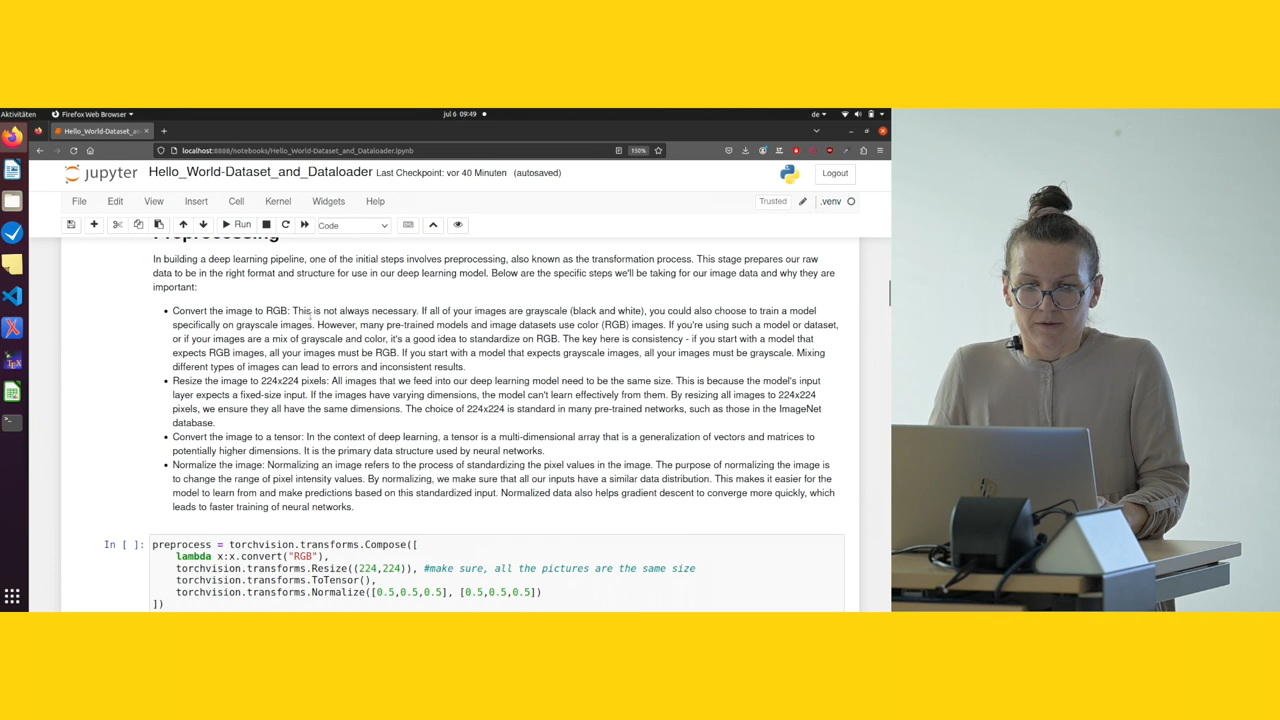 Aktivitäten
Firefox Web Browser
Jul 6 09:49
de
Hello_World-Dataset_an
localhost:8888/notebooks/Hello_World-Dataset_and_Dataloader.ipynb
150%
jupyter
Hello_World-Dataset_and_Dataloader
Last Checkpoint: vor 40 Minuten (autosaved)
Logout
File Edit View Insert Cell Kernel Widgets Help
Trusted
.venv
Run
Code
Preprocessing
In building a deep learning pipeline, one of the initial steps involves preprocessing, also known as the transformation process. This stage prepares our raw
data to be in the right format and structure for use in our deep learning model. Below are the specific steps we'll be taking for our image data and why they are
important:
• Convert the image to RGB: This is not always necessary. If all of your images are grayscale (black and white), you could also choose to train a model
specifically on grayscale images. However, many pre-trained models and image datasets use color (RGB) images. If you're using such a model or dataset,
or if your images are a mix of grayscale and color, it's a good idea to standardize on RGB. The key here is consistency - if you start with a model that
expects RGB images, all your images must be RGB. If you start with a model that expects grayscale images, all your images must be grayscale. Mixing
different types of images can lead to errors and inconsistent results.
• Resize the image to 224x224 pixels: All images that we feed into our deep learning model need to be the same size. This is because the model's input
layer expects a fixed-size input. If the images have varying dimensions, the model can't learn effectively from them. By resizing all images to 224x224
pixels, we ensure they all have the same dimensions. The choice of 224x224 is standard in many pre-trained networks, such as those in the ImageNet
database.
• Convert the image to a tensor: In the context of deep learning, a tensor is a multi-dimensional array that is a generalization of vectors and matrices to
potentially higher dimensions. It is the primary data structure used by neural networks.
• Normalize the image: Normalizing an image refers to the process of standardizing the pixel values in the image. The purpose of normalizing the image is
to change the range of pixel intensity values. By normalizing, we make sure that all our inputs have a similar data distribution. This makes it easier for the
model to learn from and make predictions based on this standardized input. Normalized data also helps gradient descent to converge more quickly, which
leads to faster training of neural networks.
In [ ]: preprocess = torchvision.transforms.Compose([
lambda x:x.convert("RGB"),
torchvision.transforms.Resize((224,224)), #make sure, all the pictures are the same size
torchvision.transforms.ToTensor(),
torchvision.transforms.Normalize([0.5,0.5,0.5], [0.5,0.5,0.5])
])